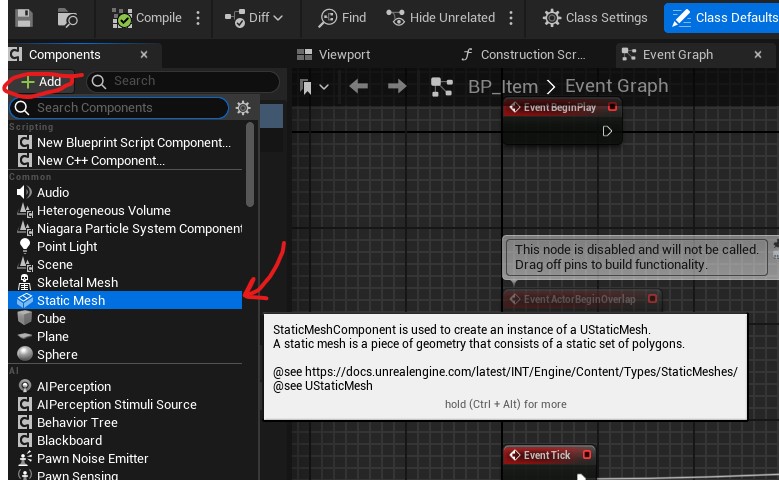 Compile
Diff
Find
Hide Unrelated
Class Settings
Class Defaults
Components
Viewport
Construction Scr...
Event Graph
Add
Search
BP_Item > Event Graph
Search Components
Scripting
New Blueprint Script Component...
New C++ Component...
Common
Audio
Heterogeneous Volume
Niagara Particle System Component
Point Light
Scene
Skeletal Mesh
Static Mesh
Cube
Plane
Sphere
AI
AIPerception
AIPerception Stimuli Source
Behavior Tree
Blackboard
Pawn Noise Emitter
Pawn Sensing
Event BeginPlay
This node is disabled and will not be called.
Drag off pins to build functionality.
Event ActorBeginOverlap
StaticMeshComponent is used to create an instance of a UStaticMesh.
A static mesh is a piece of geometry that consists of a static set of polygons.
@see https://docs.unrealengine.com/latest/INT/Engine/Content/Types/StaticMeshes/
@see UStaticMesh
hold (Ctrl + Alt) for more
Event Tick